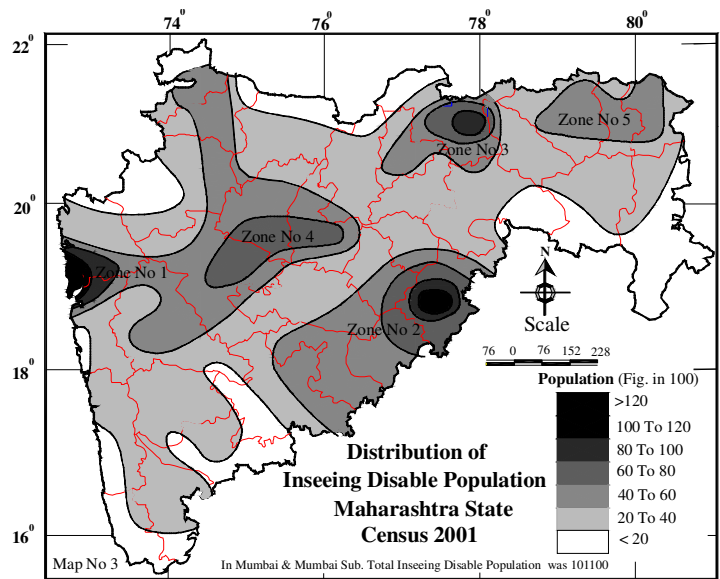 74⁰ 76⁰ 78⁰ 80⁰
22⁰
20⁰
18⁰
16⁰
Zone No 5
Zone No 3
Zone No 4
Zone No 1
Zone No 2
N
Scale
76 0 76 152 228
Population (Fig. in 100)
>120
100 To 120
80 To 100
60 To 80
40 To 60
20 To 40
< 20
Distribution of
Inseeing Disable Population
Maharashtra State
Census 2001
Map No 3
In Mumbai & Mumbai Sub. Total Inseeing Disable Population was 101100